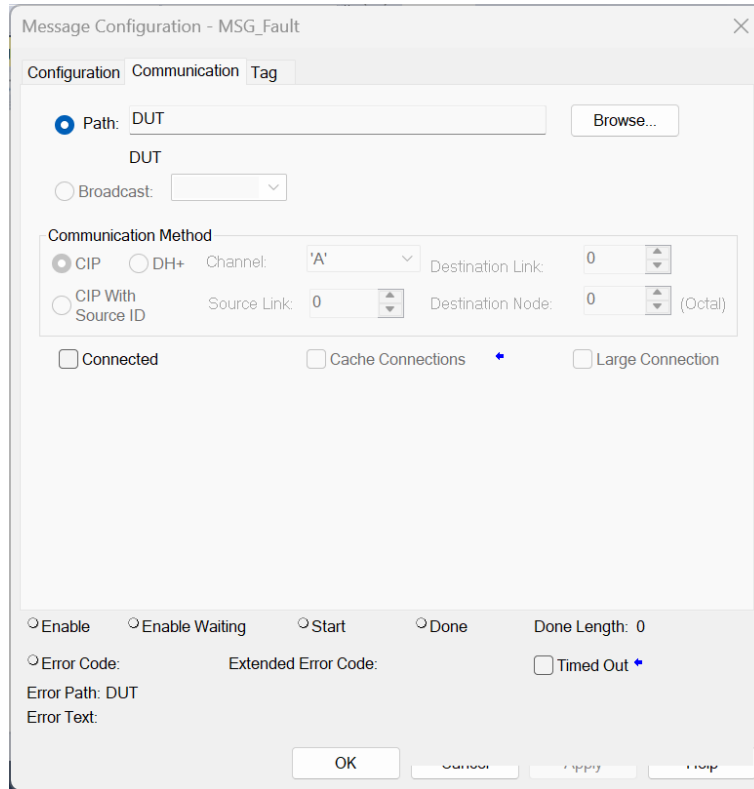 Message Configuration - MSG_Fault
Configuration Communication Tag
Path: DUT Browse...
DUT
Broadcast:
Communication Method
CIP DH+ Channel: 'A' Destination Link: 0
CIP With Source ID Source Link: 0 Destination Node: 0 (Octal)
Connected Cache Connections Large Connection
Enable Enable Waiting Start Done Done Length: 0
Error Code: Extended Error Code: Timed Out
Error Path: DUT
Error Text:
OK